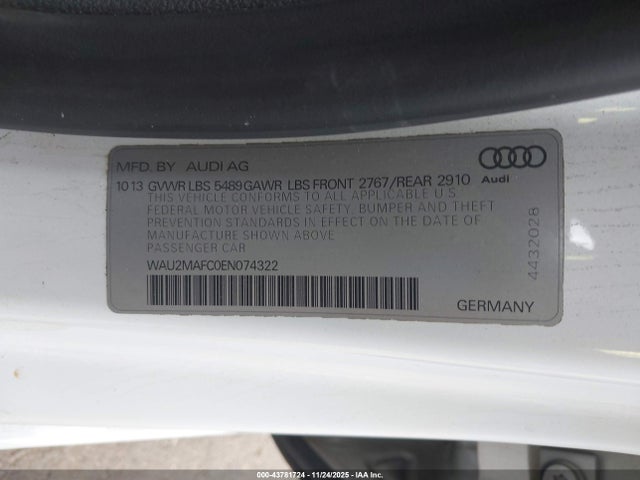 MFD. BY AUDI AG
1013 GVWR LBS 5489 GAWR LBS FRONT 2767/REAR 2910
Audi
THIS VEHICLE CONFORMS TO ALL APPLICABLE U.S.
FEDERAL MOTOR VEHICLE SAFETY, BUMPER AND THEFT
PREVENTION STANDARDS IN EFFECT ON THE DATE OF
MANUFACTURE SHOWN ABOVE
PASSENGER CAR
WAU2MAFC0EN074322
GERMANY
4432028
000-43781724 - 11/24/2025 - IAA Inc.